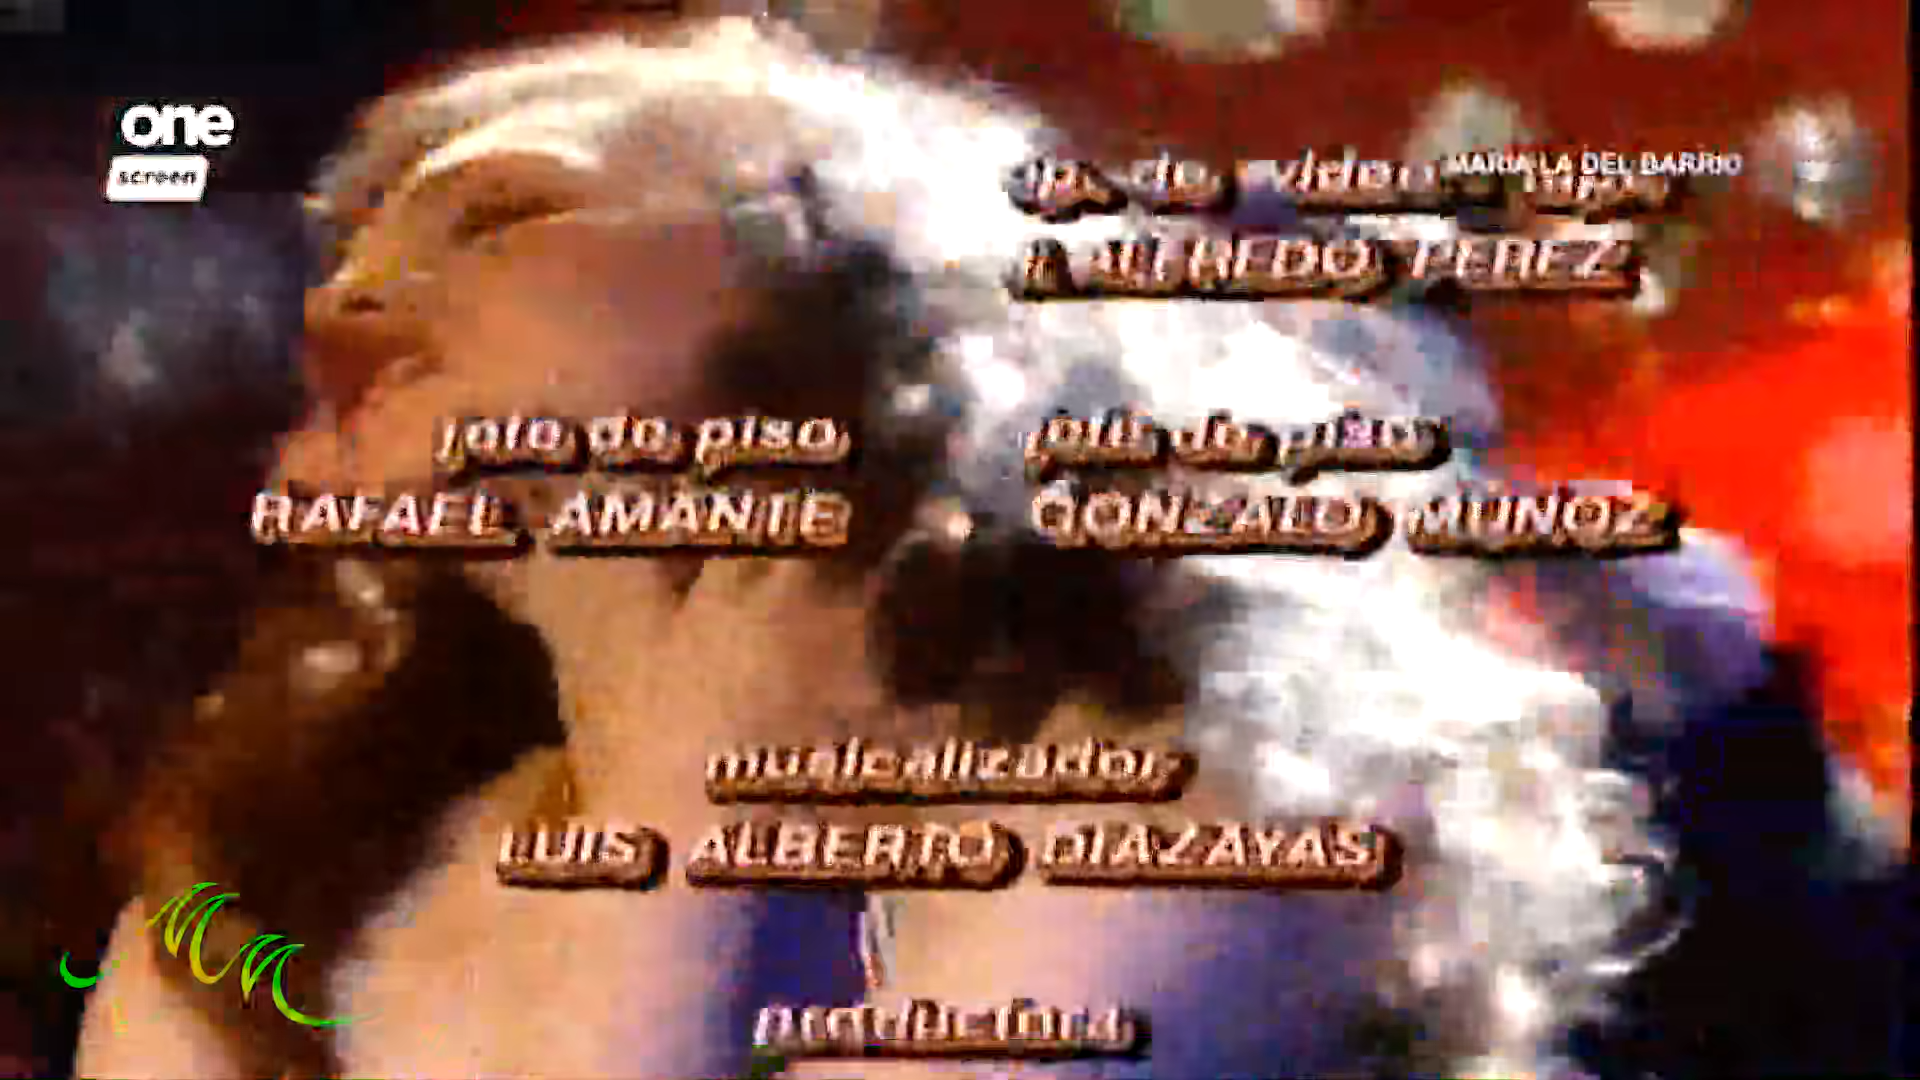 one
screen
MARIA LA DEL BARRIO
ALFREDO PEREZ
jefe de piso
jefe de piso
RAFAEL AMANTE
GONZALO MUÑOZ
musicalizador
LUIS ALBERTO DIAZAYAS
MM